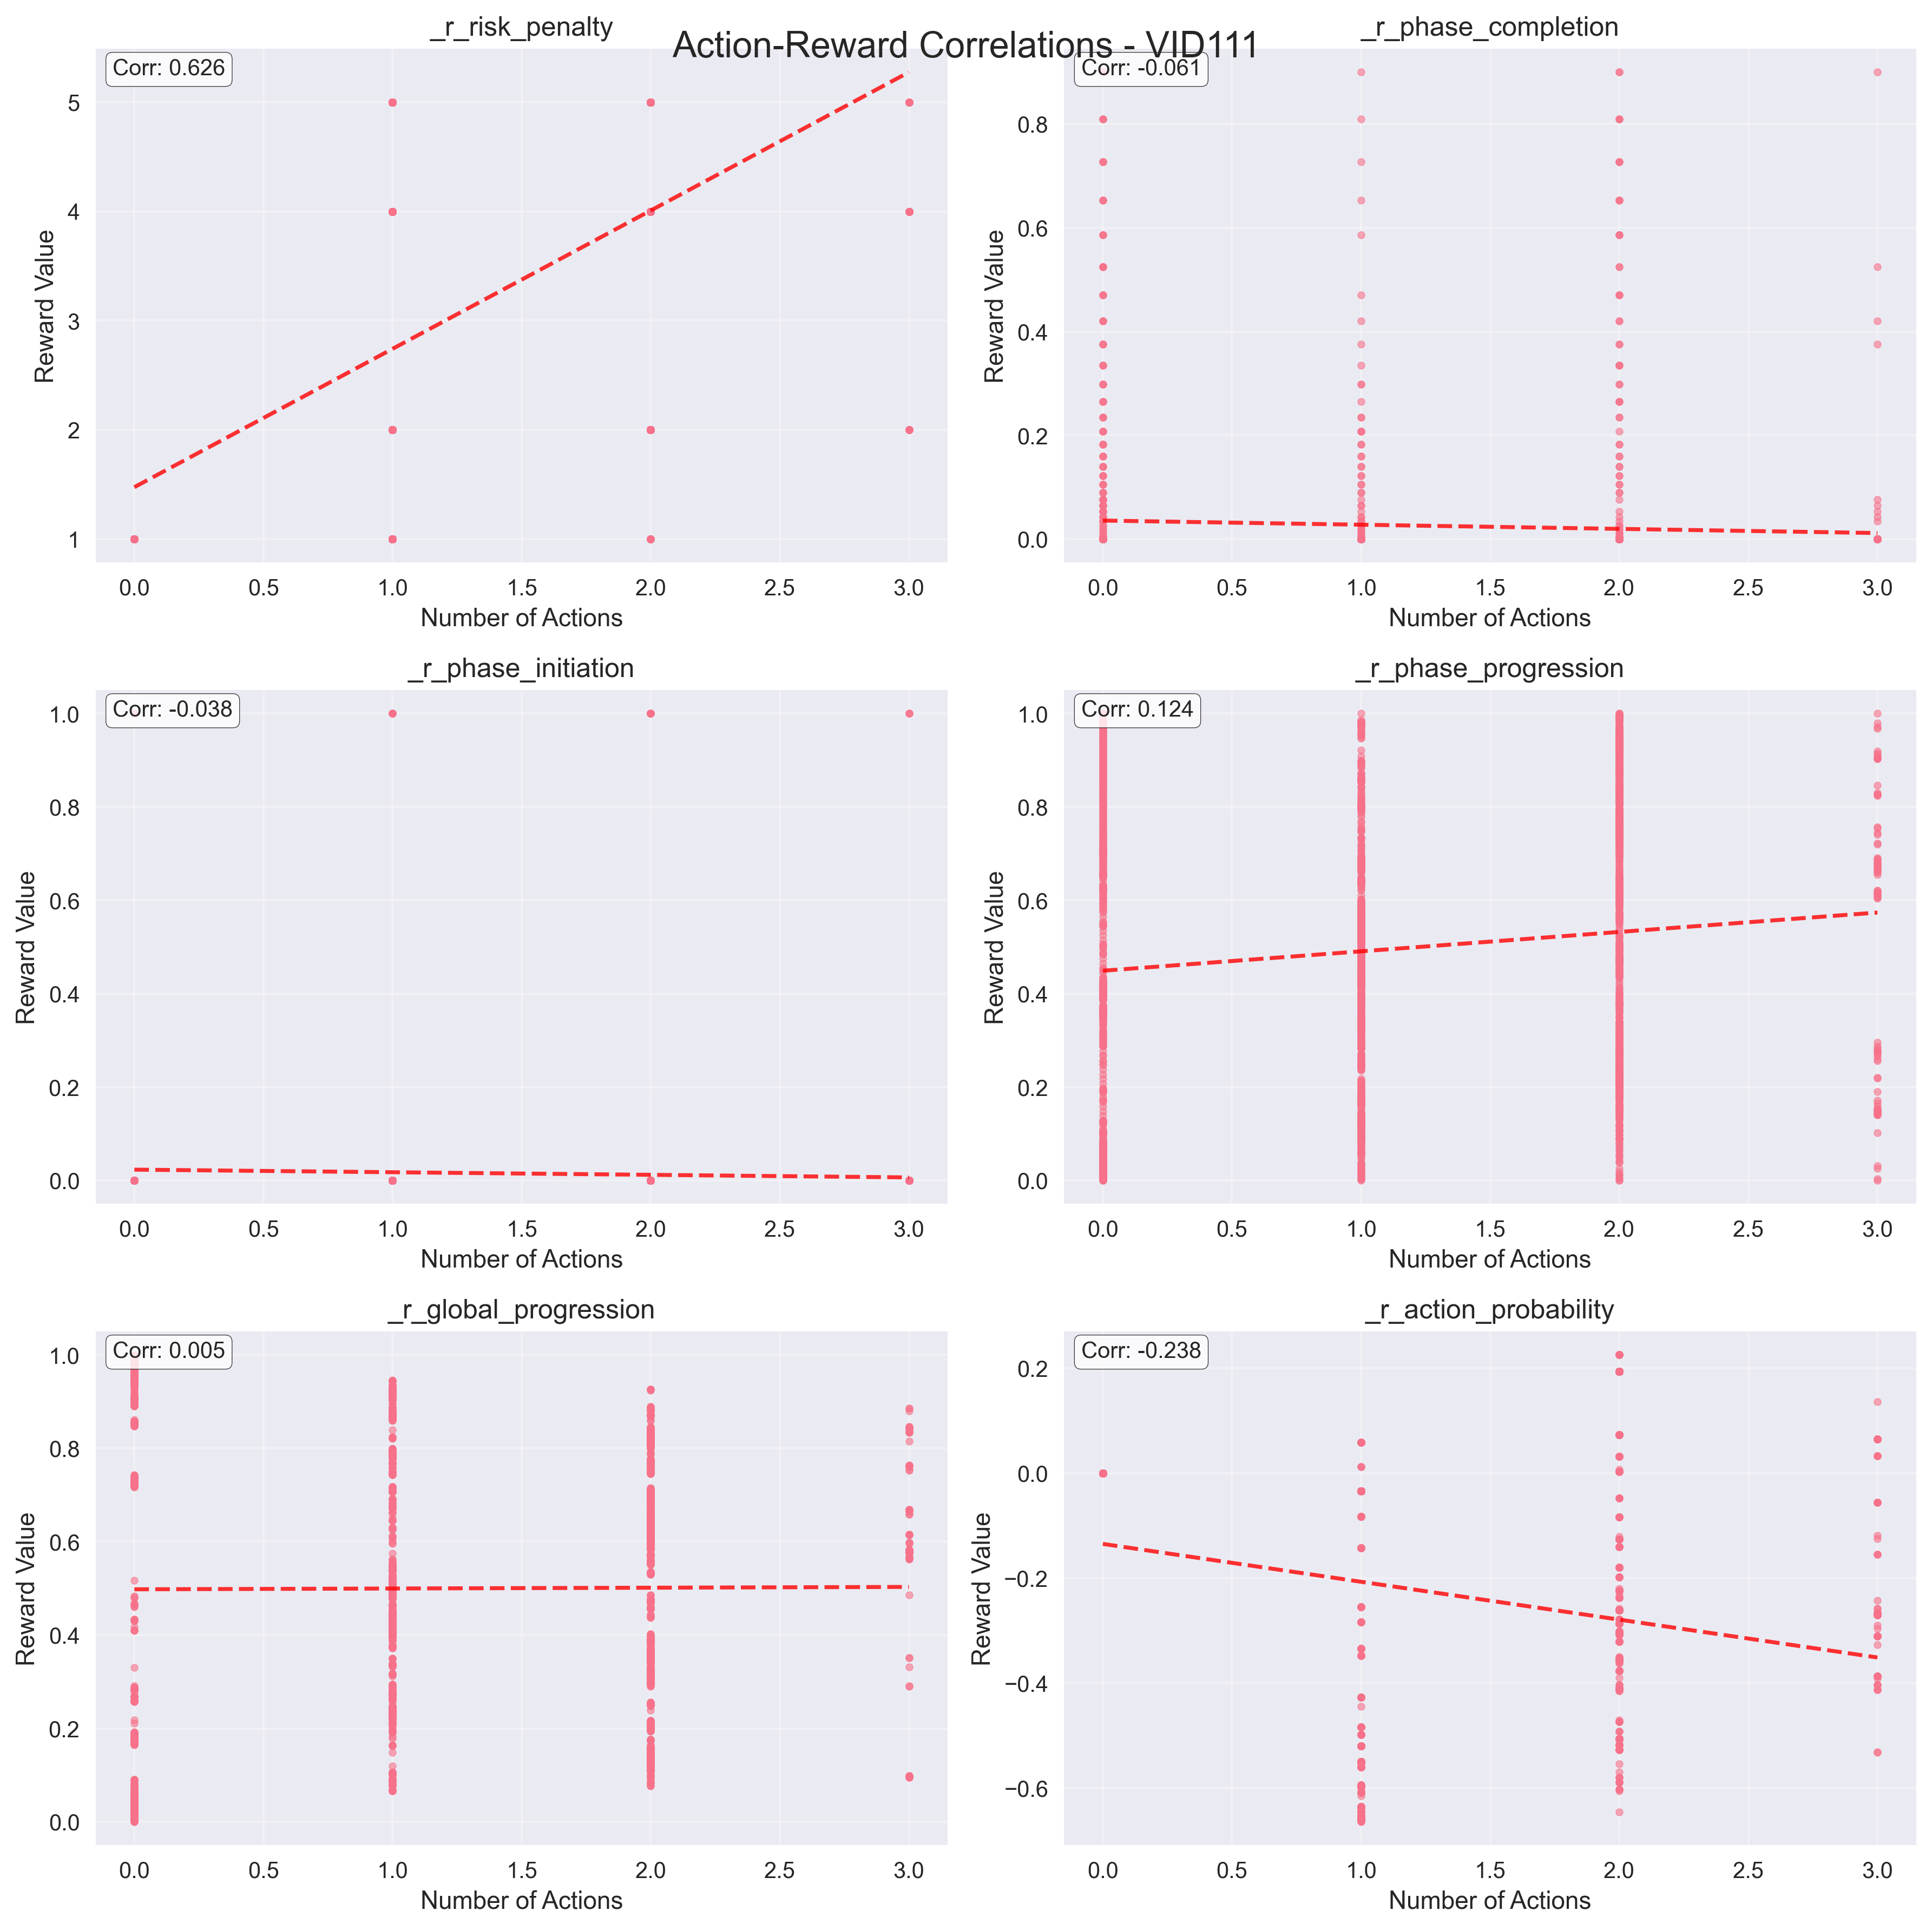 Action-Reward Correlations - VID111
_r_risk_penalty
Corr: 0.626
Reward Value
5
4
3
2
1
0.0 0.5 1.0 1.5 2.0 2.5 3.0
Number of Actions
_r_phase_completion
Corr: -0.061
Reward Value
0.8
0.6
0.4
0.2
0.0
0.0 0.5 1.0 1.5 2.0 2.5 3.0
Number of Actions
_r_phase_initiation
Corr: -0.038
Reward Value
1.0
0.8
0.6
0.4
0.2
0.0
0.0 0.5 1.0 1.5 2.0 2.5 3.0
Number of Actions
_r_phase_progression
Corr: 0.124
Reward Value
1.0
0.8
0.6
0.4
0.2
0.0
0.0 0.5 1.0 1.5 2.0 2.5 3.0
Number of Actions
_r_global_progression
Corr: 0.005
Reward Value
1.0
0.8
0.6
0.4
0.2
0.0
0.0 0.5 1.0 1.5 2.0 2.5 3.0
Number of Actions
_r_action_probability
Corr: -0.238
Reward Value
0.2
0.0
−0.2
−0.4
−0.6
0.0 0.5 1.0 1.5 2.0 2.5 3.0
Number of Actions